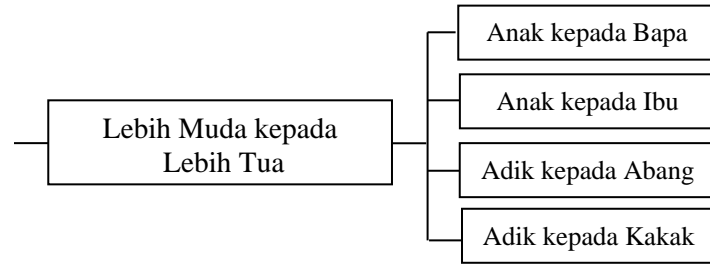 Lebih Muda kepada
Lebih Tua
Anak kepada Bapa
Anak kepada Ibu
Adik kepada Abang
Adik kepada Kakak